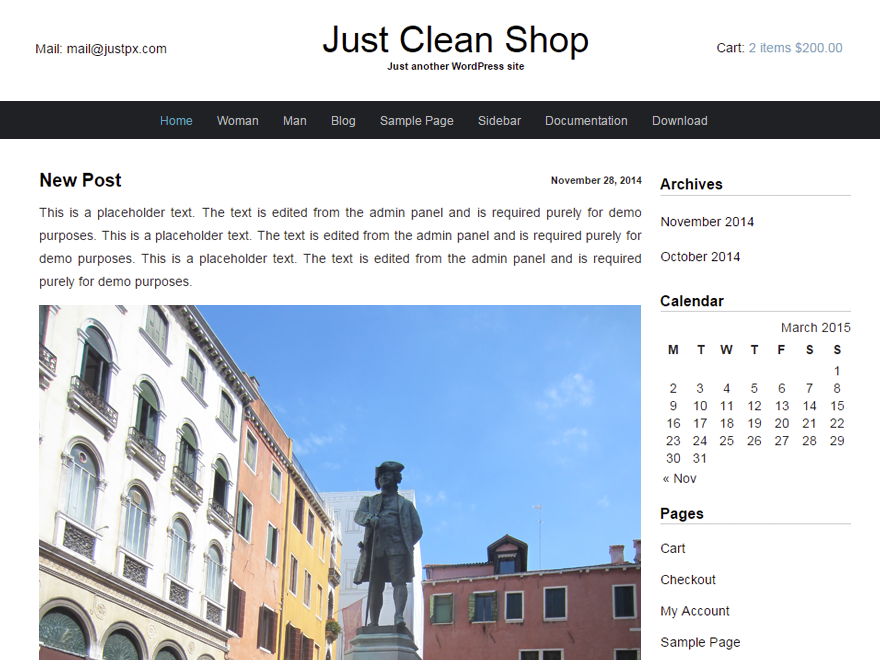 Mail: mail@justpx.com
Just Clean Shop
Just another WordPress site
Cart: 2 items $200.00
Home Woman Man Blog Sample Page Sidebar Documentation Download
New Post
November 28, 2014
This is a placeholder text. The text is edited from the admin panel and is required purely for demo
purposes. This is a placeholder text. The text is edited from the admin panel and is required purely for
demo purposes. This is a placeholder text. The text is edited from the admin panel and is required
purely for demo purposes.
Archives
November 2014
October 2014
Calendar
March 2015
M T W T F S S
1
2 3 4 5 6 7 8
9 10 11 12 13 14 15
16 17 18 19 20 21 22
23 24 25 26 27 28 29
30 31
« Nov
Pages
Cart
Checkout
My Account
Sample Page